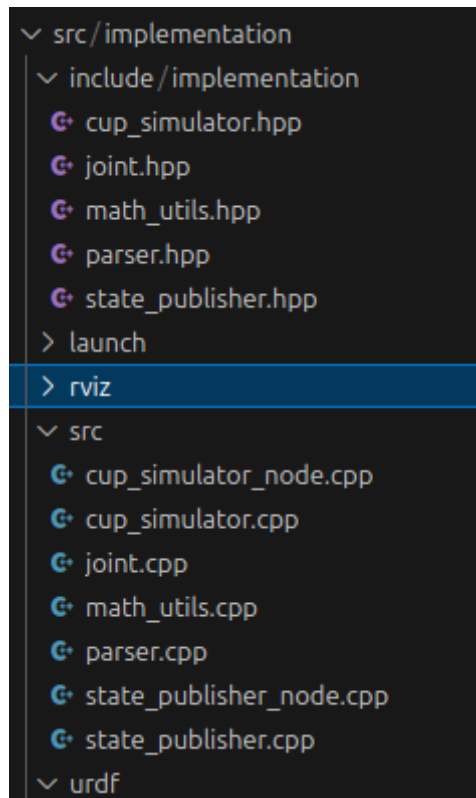 src/implementation
include/implementation
cup_simulator.hpp
joint.hpp
math_utils.hpp
parser.hpp
state_publisher.hpp
launch
rviz
src
cup_simulator_node.cpp
cup_simulator.cpp
joint.cpp
math_utils.cpp
parser.cpp
state_publisher_node.cpp
state_publisher.cpp
urdf